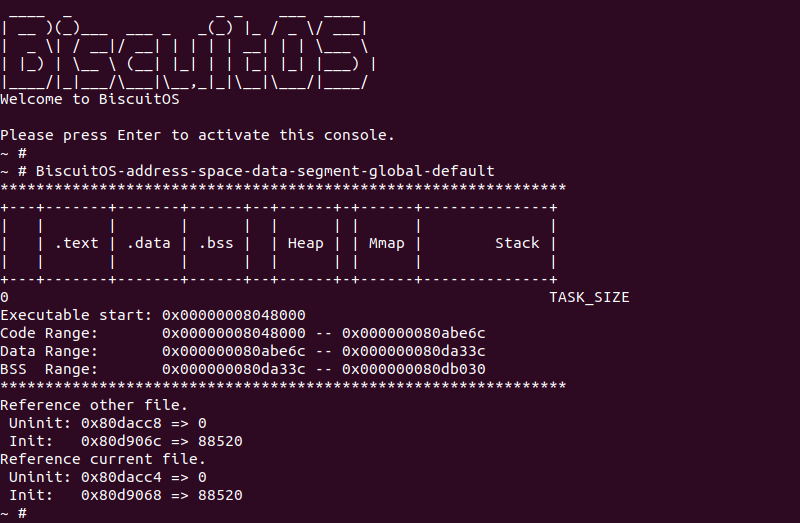 ____  _                _ _    ___  ____
| __ )(_)___  ___ _   _(_) |_ / _ \/ ___|
|  _ \| / __|/ __| | | | | __| | | \___ \
| |_) | \__ \ (__| |_| | | |_| |_| |___) |
|____/|_|___/\___|\__,_|_|\__|\___/|____/
Welcome to BiscuitOS

Please press Enter to activate this console.
~ #
~ # BiscuitOS-address-space-data-segment-global-default
***************************************************************
+---+-------+-------+------+--+------+-+------+--------------+
|   |       |       |      |  |      | |      |              |
|   | .text | .data | .bss |  | Heap | | Mmap |        Stack |
|   |       |       |      |  |      | |      |              |
+---+-------+-------+------+--+------+-+------+--------------+
0                                                            TASK_SIZE
Executable start: 0x00000008048000
Code Range:       0x00000008048000 -- 0x000000080abe6c
Data Range:       0x000000080abe6c -- 0x000000080da33c
BSS  Range:       0x000000080da33c -- 0x000000080db030
***************************************************************
Reference other file.
 Uninit: 0x80dacc8 => 0
 Init:   0x80d906c => 88520
Reference current file.
 Uninit: 0x80dacc4 => 0
 Init:   0x80d9068 => 88520
~ #